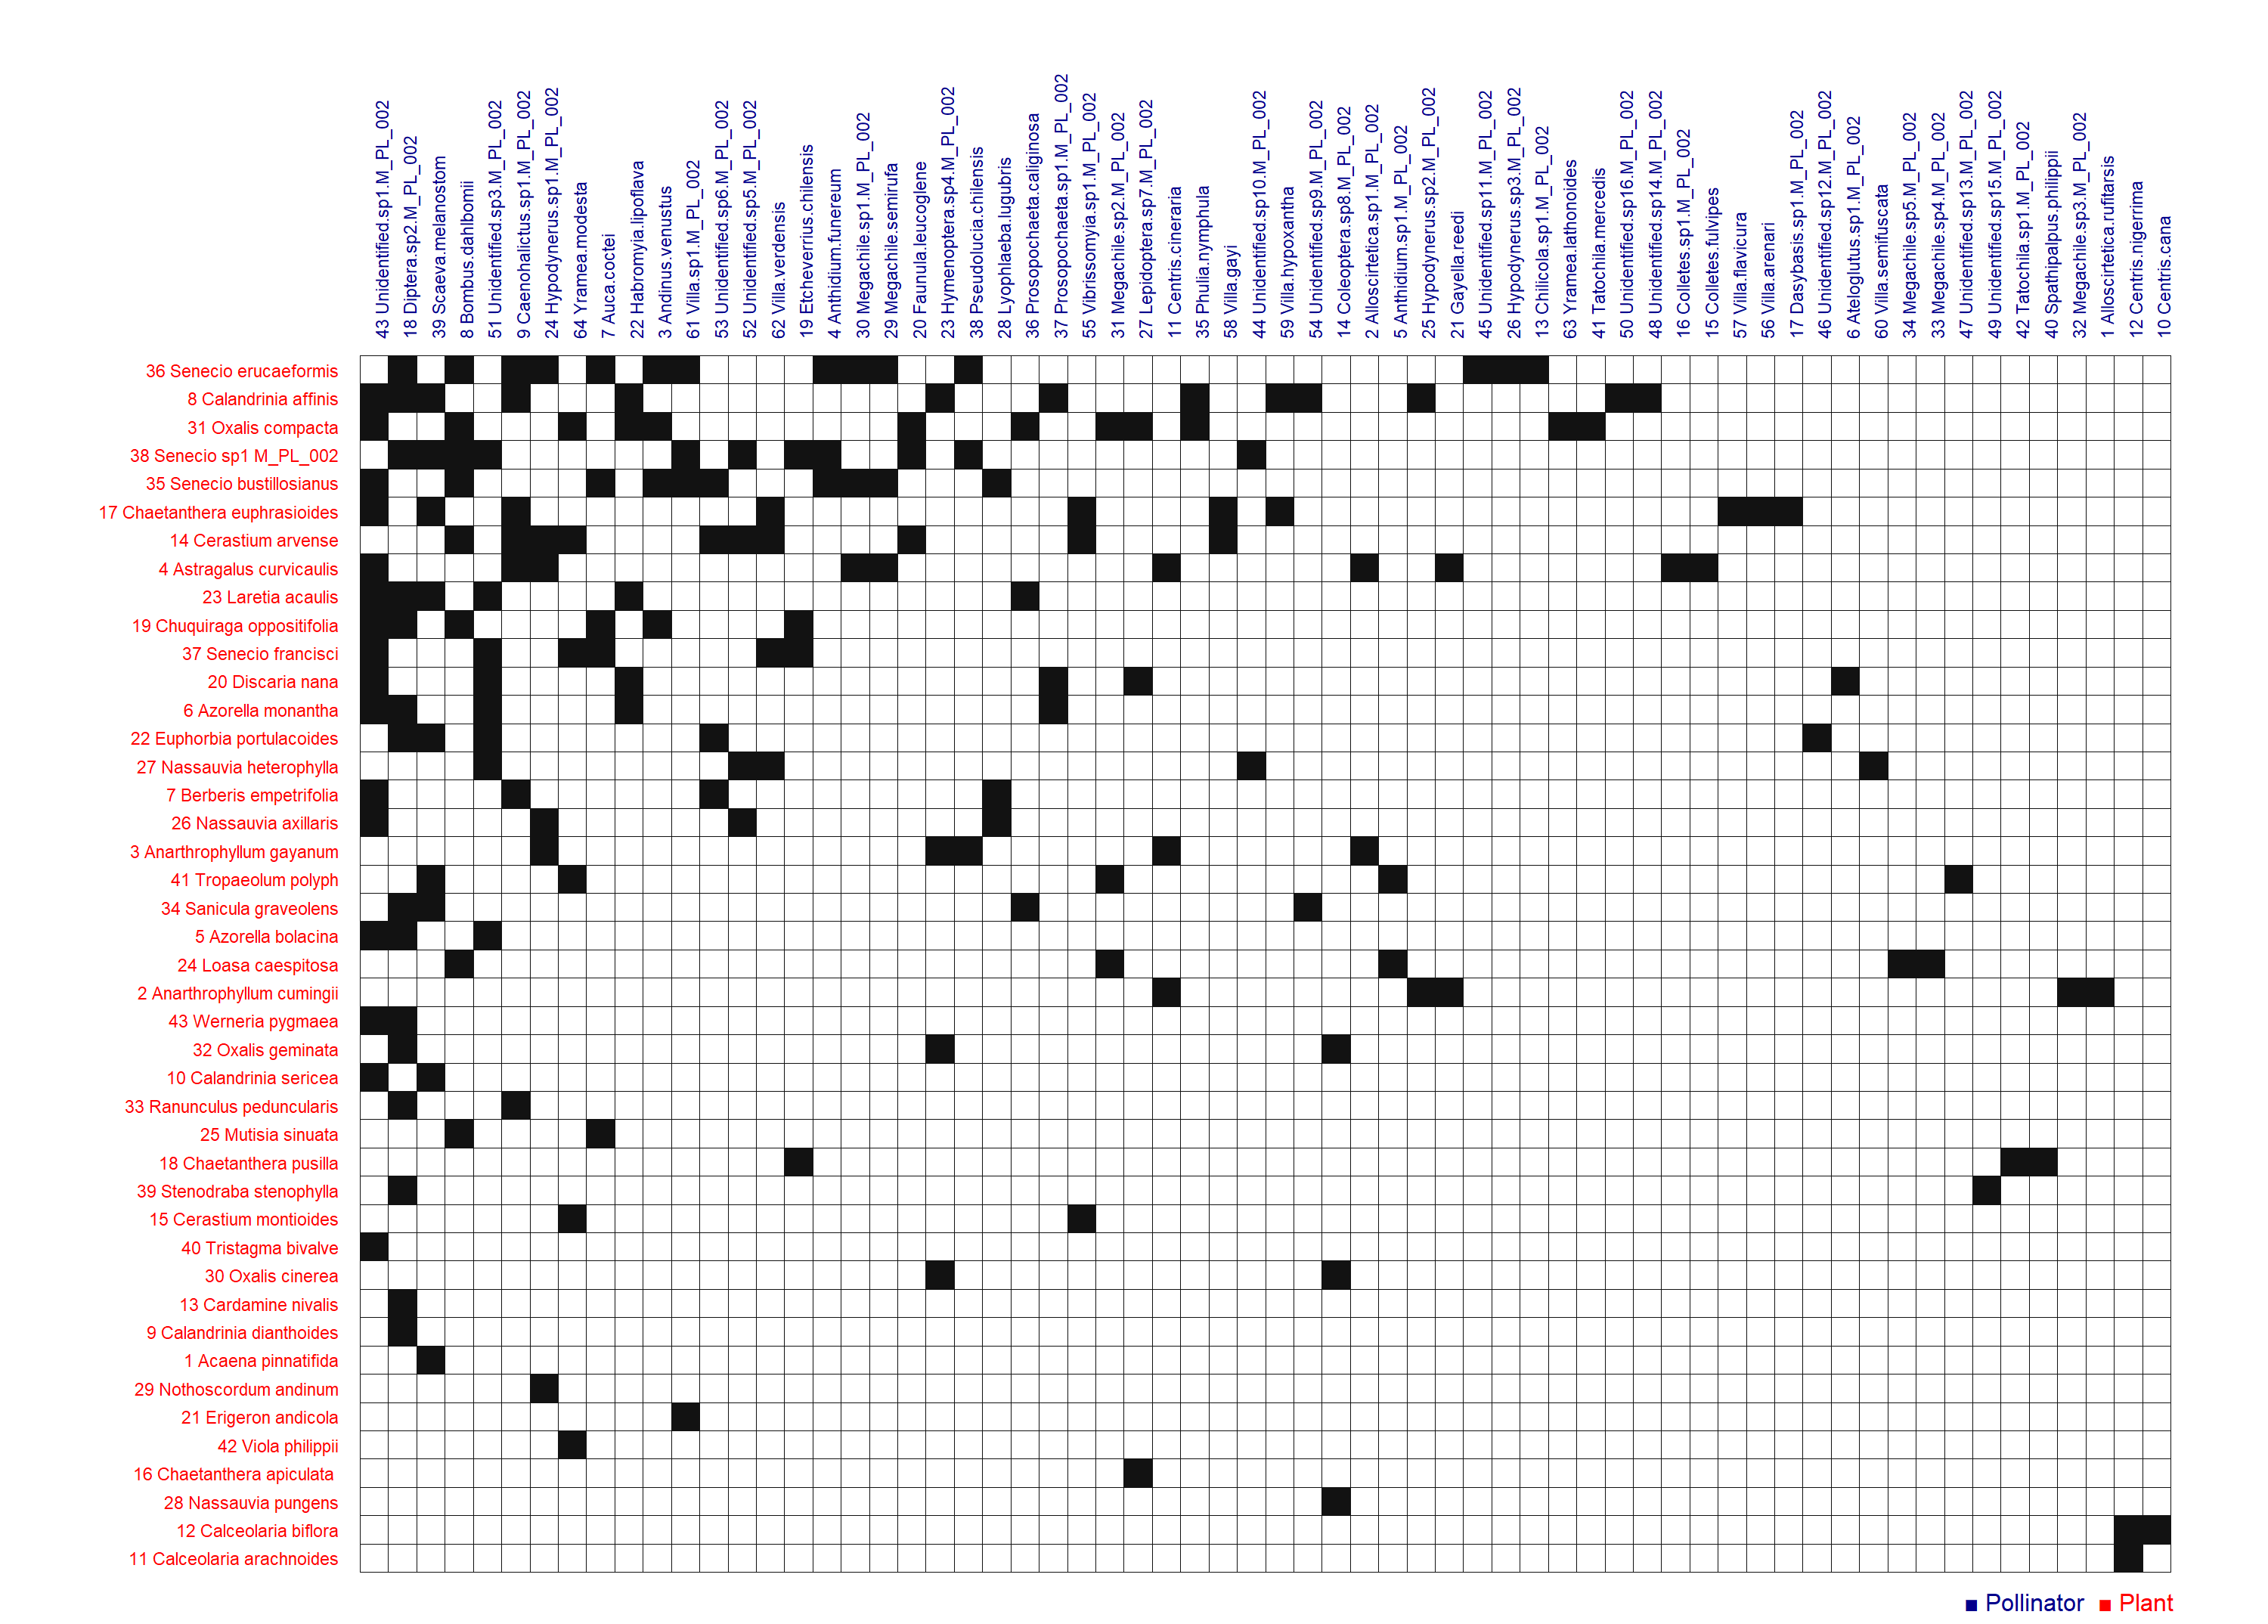 43 Unidentified.sp1.M_PL_002
18 Diptera.sp2.M_PL_002
39 Scaeva.melanostom
8 Bombus.dahlbomii
51 Unidentified.sp3.M_PL_002
9 Caenohalictus.sp1.M_PL_002
24 Hypodynerus.sp1.M_PL_002
64 Yramea.modesta
7 Auca.coctei
22 Habromyia.lipoflava
3 Andinus.venustus
61 Villa.sp1.M_PL_002
53 Unidentified.sp6.M_PL_002
52 Unidentified.sp5.M_PL_002
62 Villa.verdensis
19 Etcheverrius.chilensis
4 Anthidium.funereum
30 Megachile.sp1.M_PL_002
29 Megachile.semirufa
20 Faunula.leucoglene
23 Hymenoptera.sp4.M_PL_002
38 Pseudolucia.chilensis
28 Lyophlaeba.lugubris
36 Prosopochaeta.caliginosa
37 Prosopochaeta.sp1.M_PL_002
55 Vibrissomyia.sp1.M_PL_002
31 Megachile.sp2.M_PL_002
27 Lepidoptera.sp7.M_PL_002
11 Centris.cineraria
35 Phulia.nymphula
58 Villa.gayi
44 Unidentified.sp10.M_PL_002
59 Villa.hypoxantha
54 Unidentified.sp9.M_PL_002
14 Coleoptera.sp8.M_PL_002
2 Alloscirtetica.sp1.M_PL_002
5 Anthidium.sp1.M_PL_002
25 Hypodynerus.sp2.M_PL_002
21 Gayella.reedi
45 Unidentified.sp11.M_PL_002
26 Hypodynerus.sp3.M_PL_002
13 Chilicola.sp1.M_PL_002
63 Yramea.lathonoides
41 Tatochila.mercedis
50 Unidentified.sp16.M_PL_002
48 Unidentified.sp14.M_PL_002
16 Colletes.sp1.M_PL_002
15 Colletes.fulvipes
57 Villa.flavicura
56 Villa.arenari
17 Dasybasis.sp1.M_PL_002
46 Unidentified.sp12.M_PL_002
6 Ateloglutus.sp1.M_PL_002
60 Villa.semifuscata
34 Megachile.sp5.M_PL_002
33 Megachile.sp4.M_PL_002
47 Unidentified.sp13.M_PL_002
49 Unidentified.sp15.M_PL_002
42 Tatochila.sp1.M_PL_002
40 Spathipalpus.philippii
32 Megachile.sp3.M_PL_002
1 Alloscirtetica.rufitarsis
12 Centris.nigerrima
10 Centris.cana
36 Senecio erucaeformis
8 Calandrinia affinis
31 Oxalis compacta
38 Senecio sp1 M_PL_002
35 Senecio bustillosianus
17 Chaetanthera euphrasioides
14 Cerastium arvense
4 Astragalus curvicaulis
23 Laretia acaulis
19 Chuquiraga oppositifolia
37 Senecio francisci
20 Discaria nana
6 Azorella monantha
22 Euphorbia portulacoides
27 Nassauvia heterophylla
7 Berberis empetrifolia
26 Nassauvia axillaris
3 Anarthrophyllum gayanum
41 Tropaeolum polyph
34 Sanicula graveolens
5 Azorella bolacina
24 Loasa caespitosa
2 Anarthrophyllum cumingii
43 Werneria pygmaea
32 Oxalis geminata
10 Calandrinia sericea
33 Ranunculus peduncularis
25 Mutisia sinuata
18 Chaetanthera pusilla
39 Stenodraba stenophylla
15 Cerastium montioides
40 Tristagma bivalve
30 Oxalis cinerea
13 Cardamine nivalis
9 Calandrinia dianthoides
1 Acaena pinnatifida
29 Nothoscordum andinum
21 Erigeron andicola
42 Viola philippii
16 Chaetanthera apiculata
28 Nassauvia pungens
12 Calceolaria biflora
11 Calceolaria arachnoides
Pollinator Plant